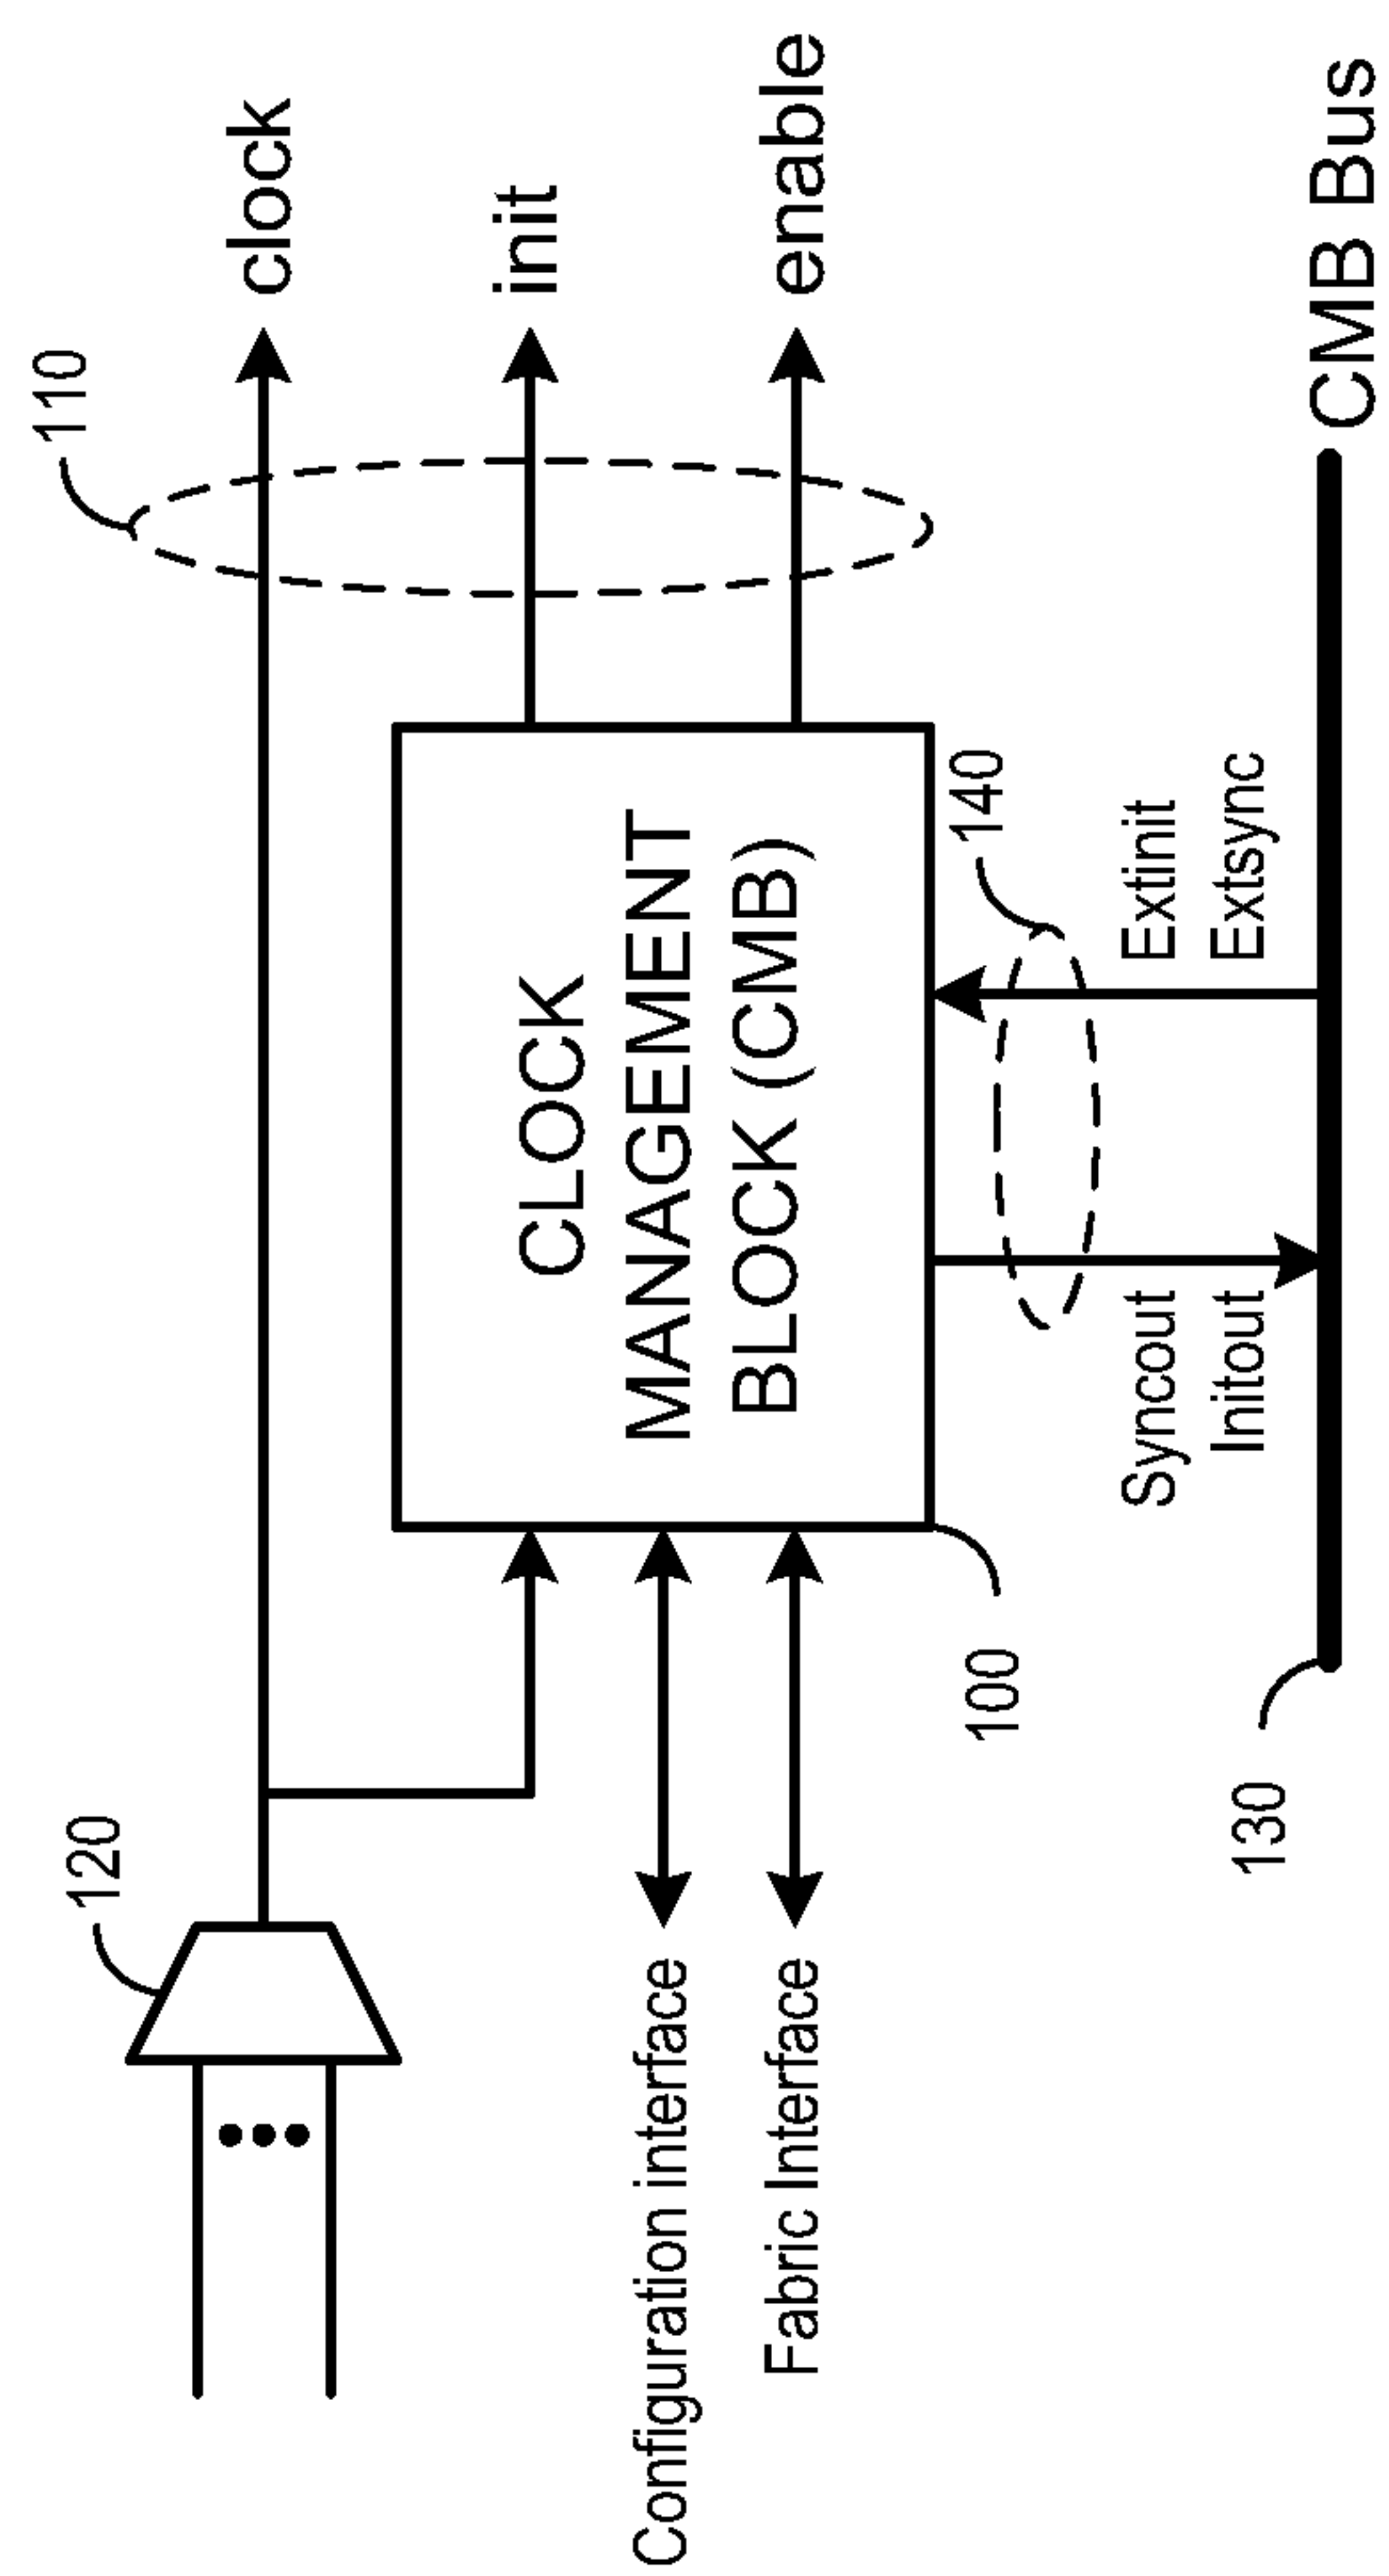 110
clock
init
enable
120
CLOCK
MANAGEMENT
BLOCK (CMB)
Configuration interface
Fabric Interface
100
140
Syncout
Initout
Extinit
Extsync
130
CMB Bus